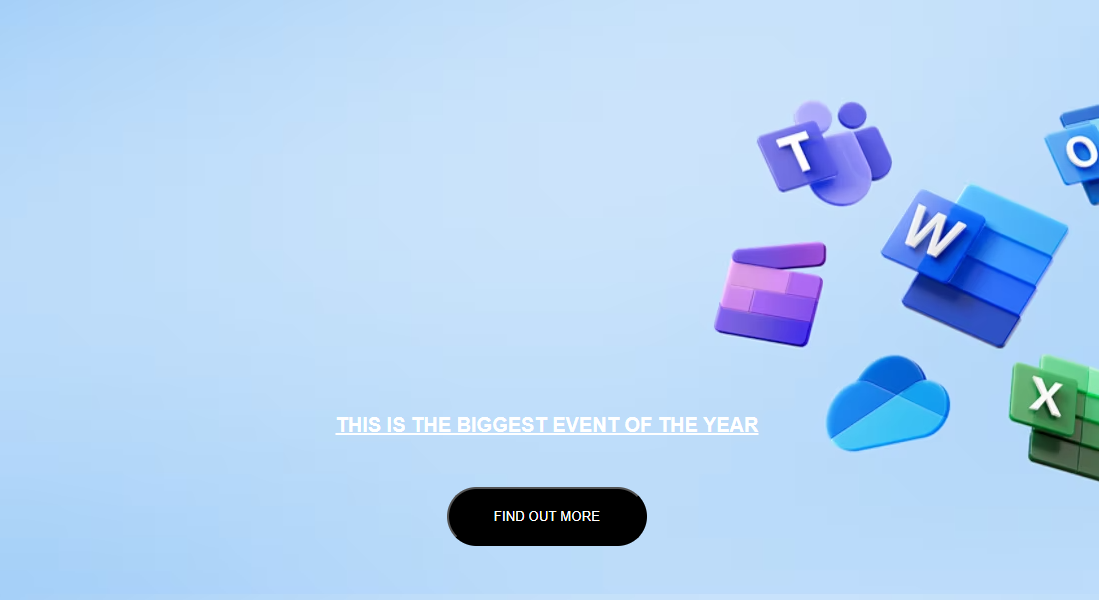 T
O
W
X
THIS IS THE BIGGEST EVENT OF THE YEAR
FIND OUT MORE